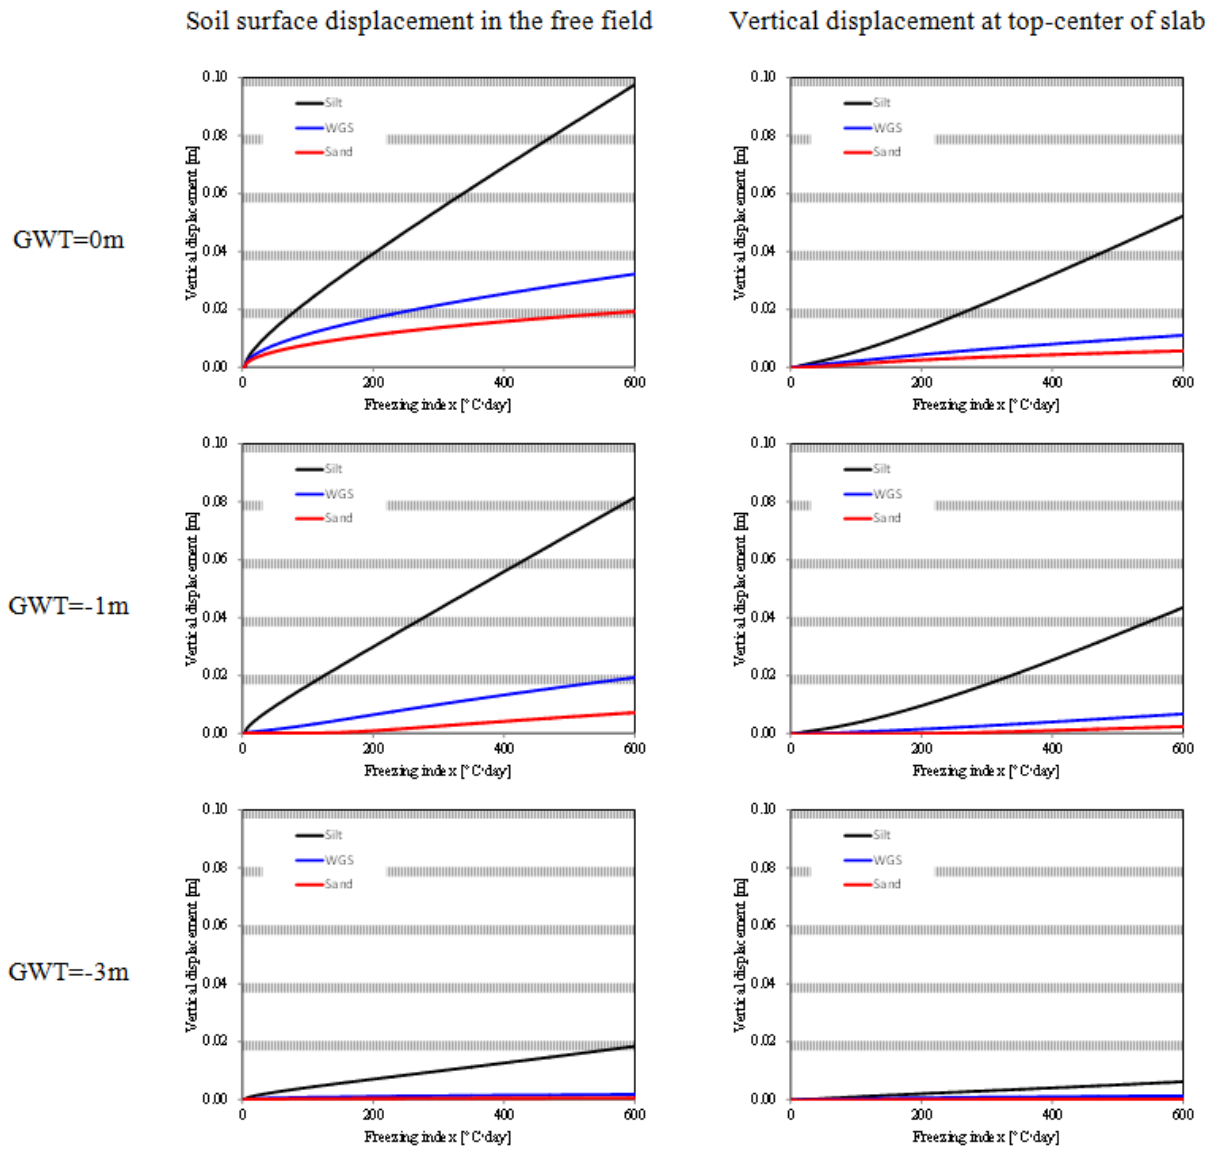 Soil surface displacement in the free field
Vertical displacement at top-center of slab
GWT=0m
Vertical displacement [m]
0.10
0.08
0.06
0.04
0.02
0.00
Silt
WGS
Sand
0 200 400 600
Freezing index [°C·day]
Vertical displacement [m]
0.10
0.08
0.06
0.04
0.02
0.00
Silt
WGS
Sand
0 200 400 600
Freezing index [°C·day]
GWT=-1m
Vertical displacement [m]
0.10
0.08
0.06
0.04
0.02
0.00
Silt
WGS
Sand
0 200 400 600
Freezing index [°C·day]
Vertical displacement [m]
0.10
0.08
0.06
0.04
0.02
0.00
Silt
WGS
Sand
0 200 400 600
Freezing index [°C·day]
GWT=-3m
Vertical displacement [m]
0.10
0.08
0.06
0.04
0.02
0.00
Silt
WGS
Sand
0 200 400 600
Freezing index [°C·day]
Vertical displacement [m]
0.10
0.08
0.06
0.04
0.02
0.00
Silt
WGS
Sand
0 200 400 600
Freezing index [°C·day]